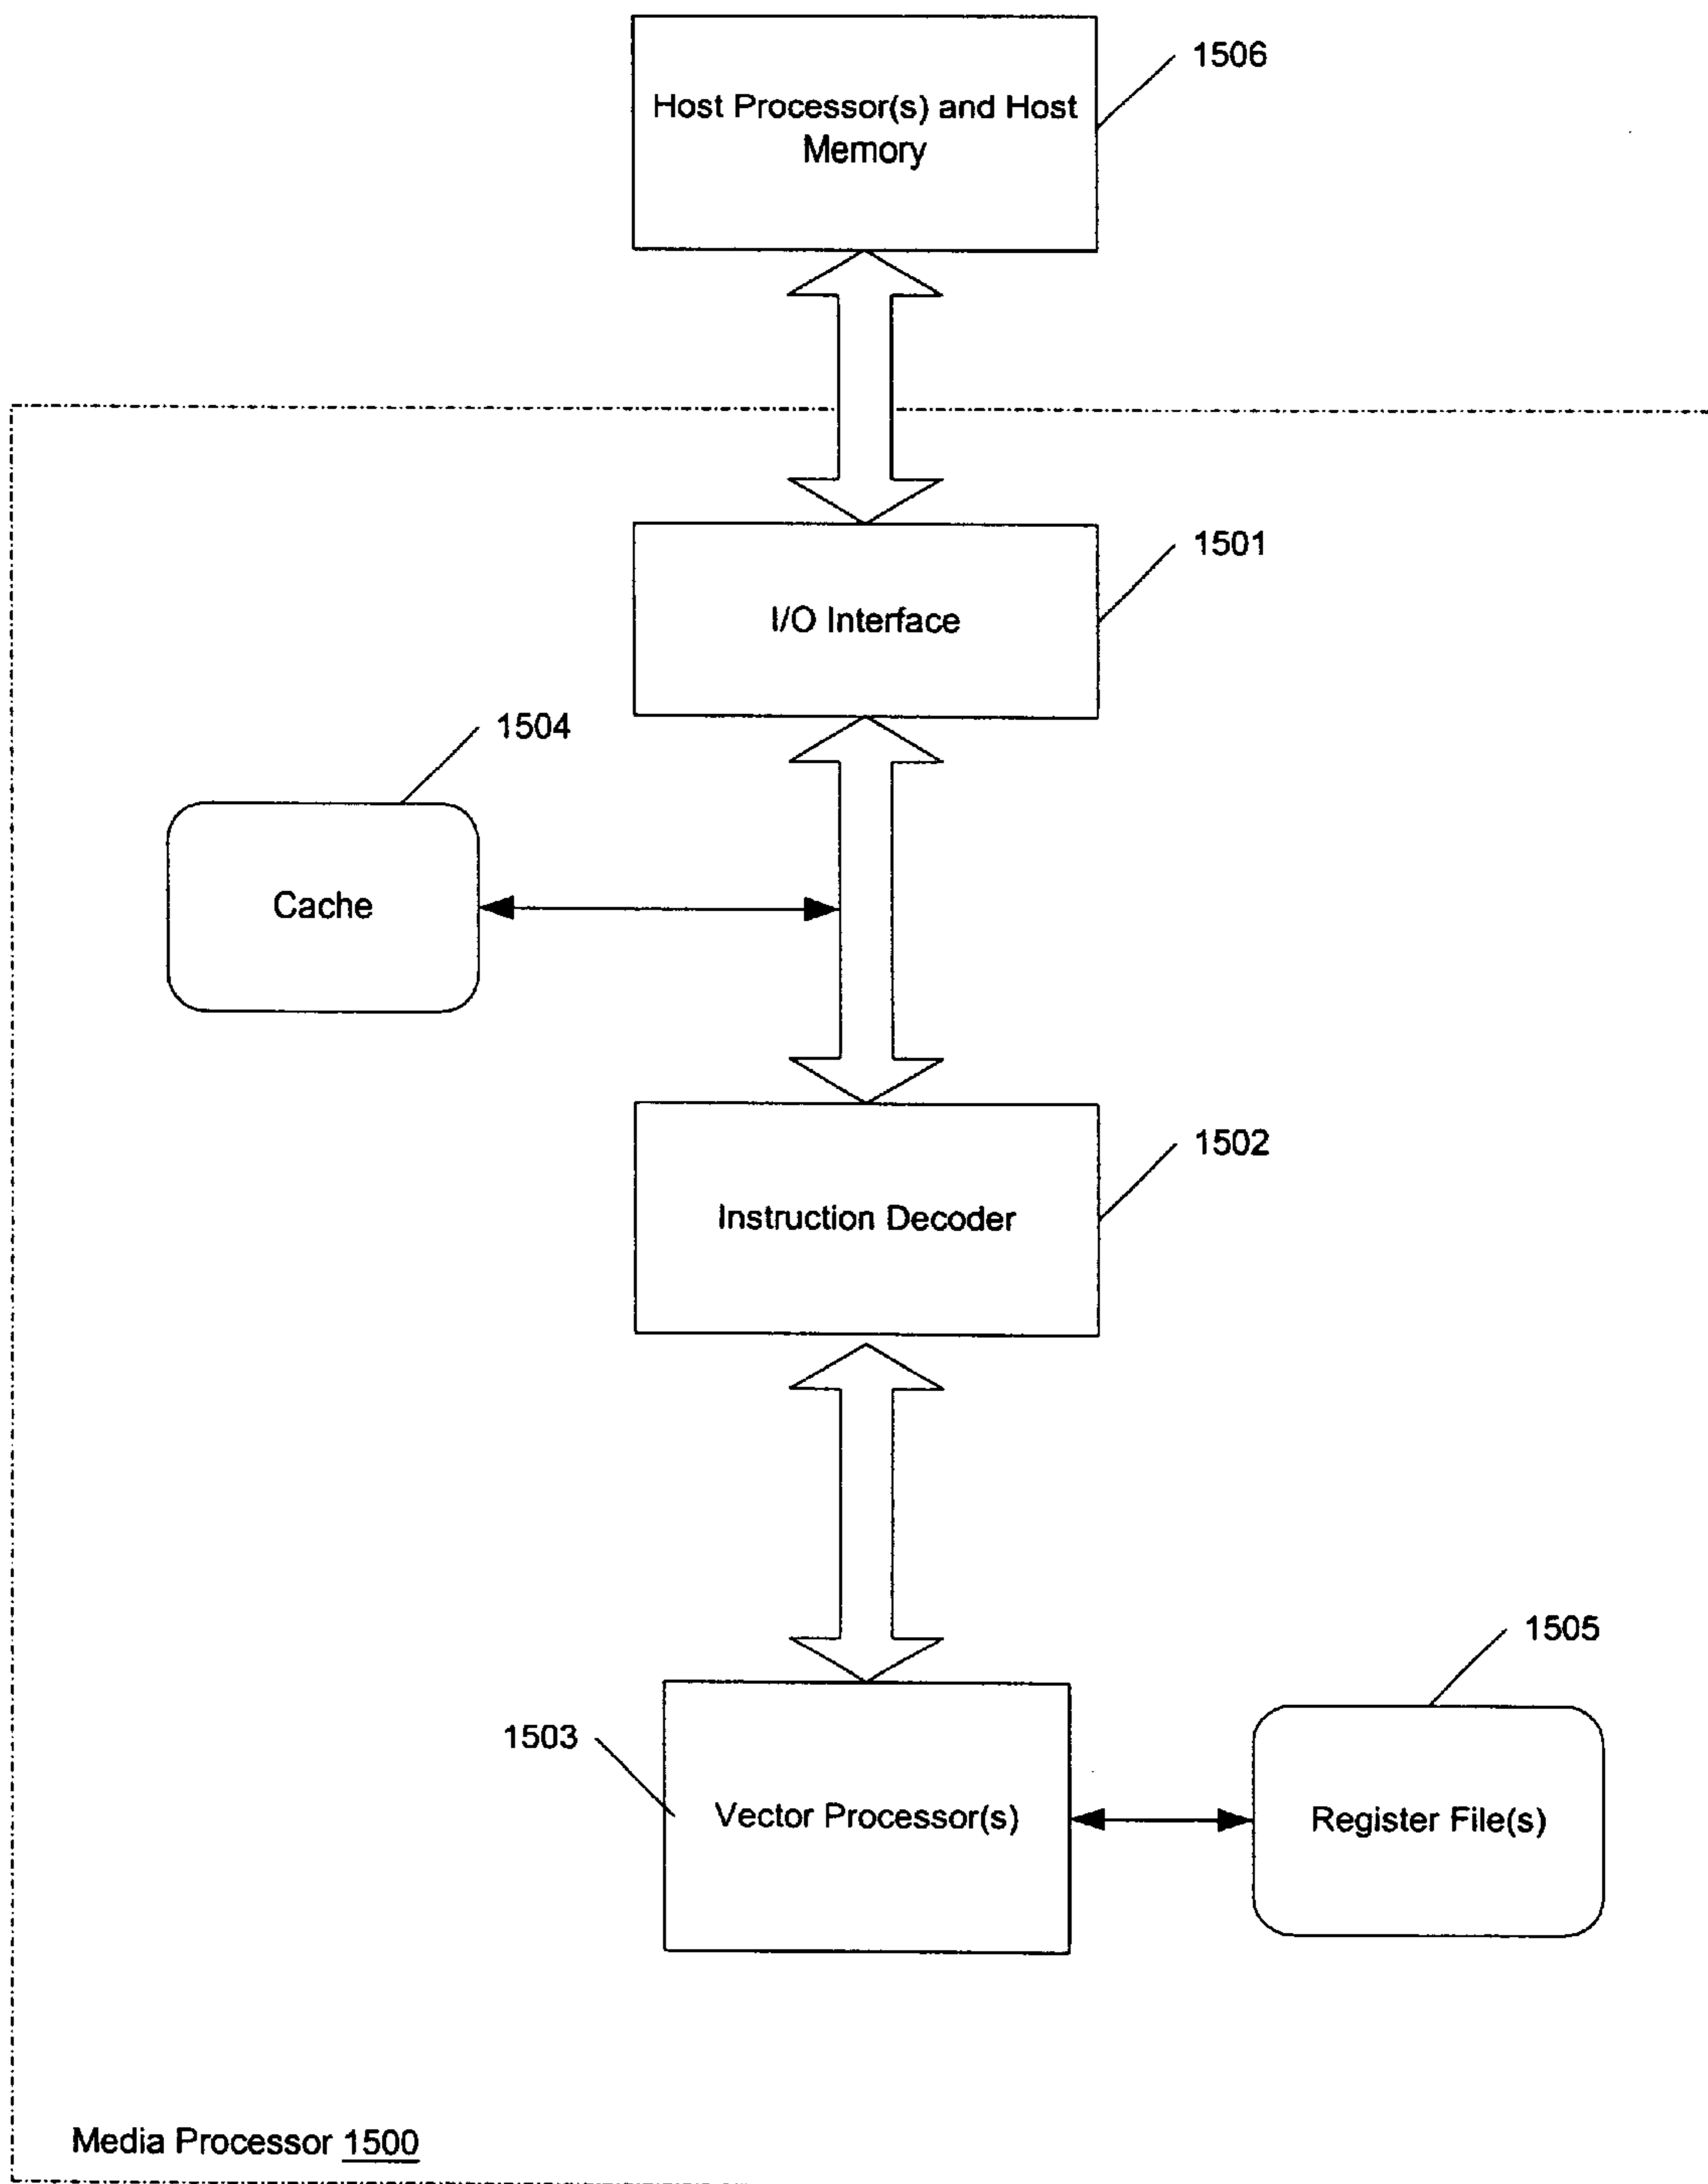 1506
Host Processor(s) and Host
Memory
1501
I/O Interface
1504
Cache
1502
Instruction Decoder
1505
1503
Vector Processor(s)
Register File(s)
Media Processor 1500